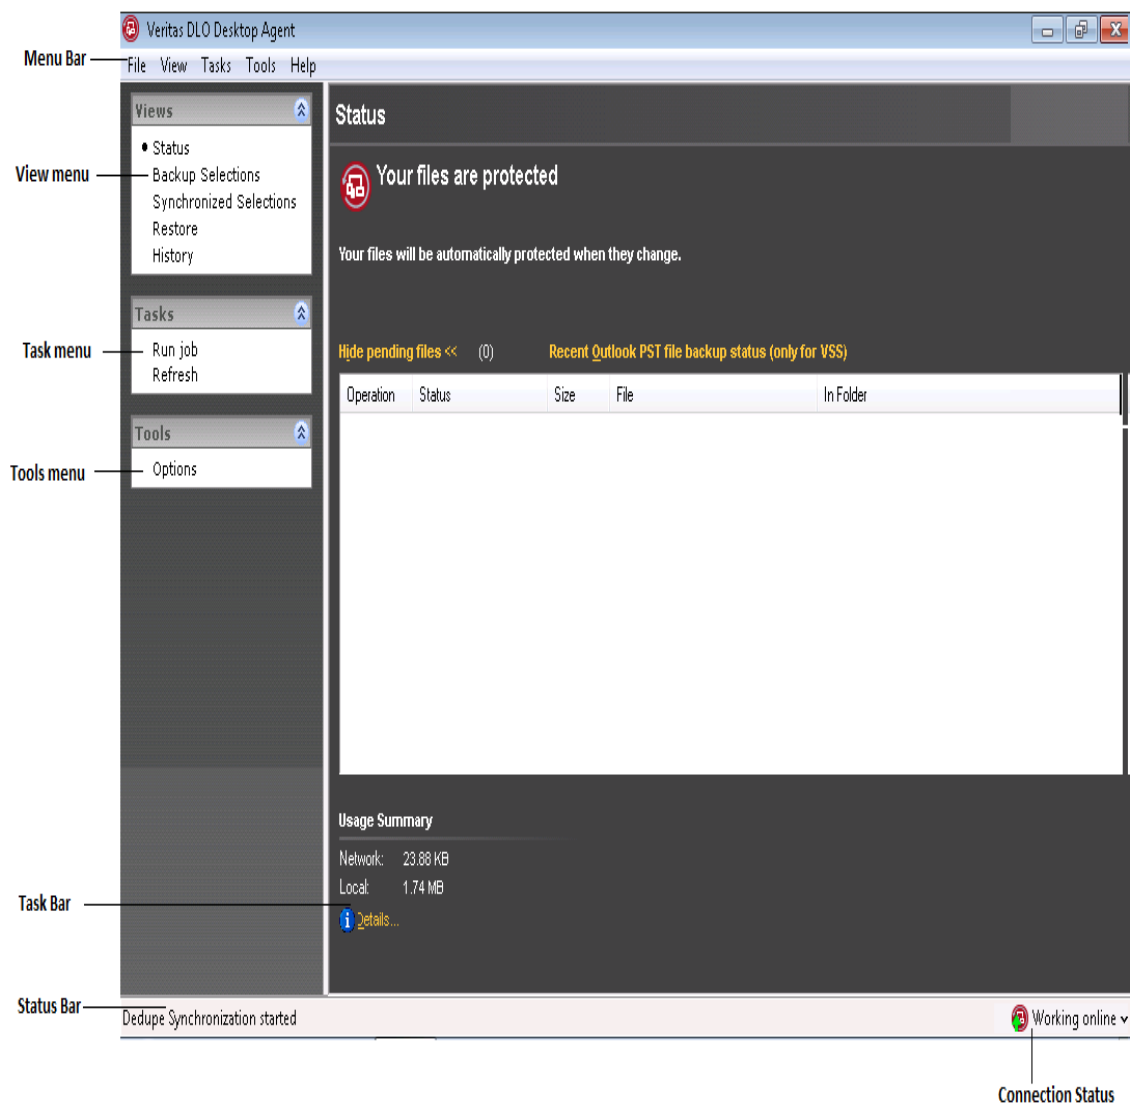 Veritas DLO Desktop Agent
Menu Bar
File View Tasks Tools Help
Views
Status
View menu
Backup Selections
Synchronized Selections
Restore
History
Tasks
Task menu
Run job
Refresh
Tools
Tools menu
Options
Status
Your files are protected
Your files will be automatically protected when they change.
Hide pending files << (0) Recent Outlook PST file backup status (only for VSS)
Operation Status Size File In Folder
Usage Summary
Network: 23.88 KB
Local: 1.74 MB
Task Bar
Details...
Status Bar
Dedupe Synchronization started
Working online
Connection Status